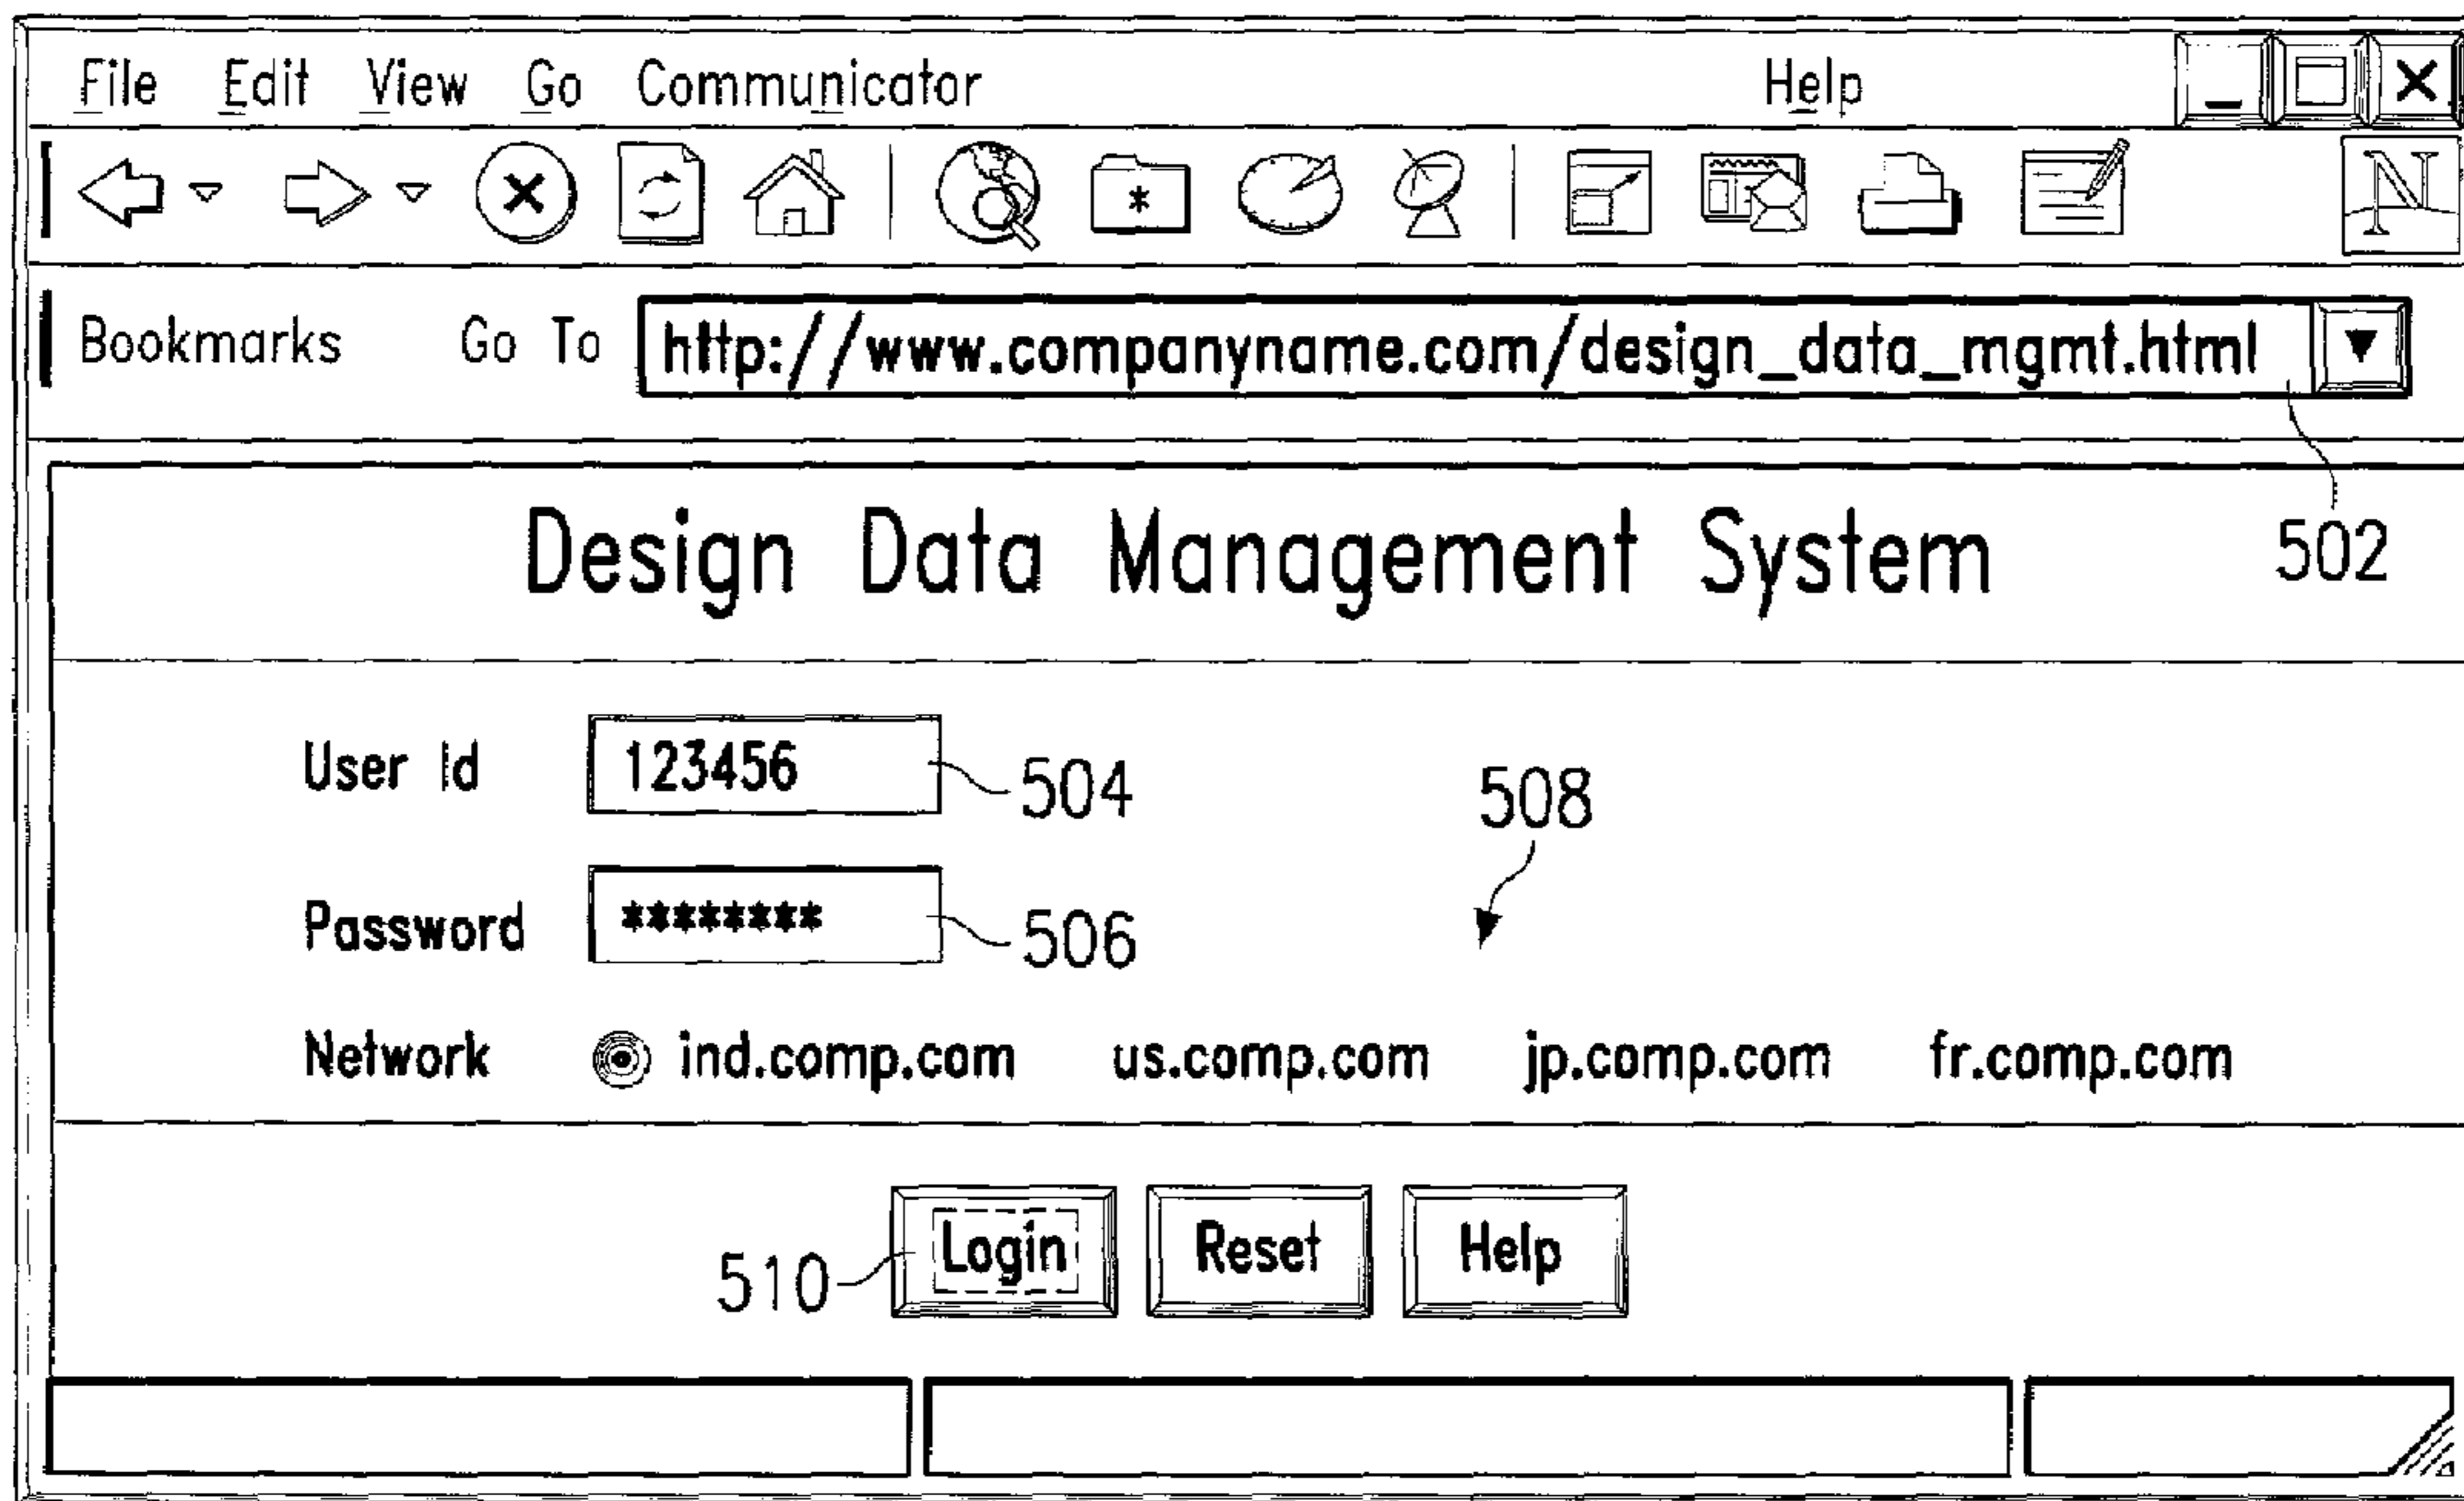 File Edit View Go Communicator Help
N
Bookmarks Go To http://www.companyname.com/design_data_mgmt.html
502
Design Data Management System
User Id 123456 504
508
Password ******** 506
Network ind.comp.com us.comp.com jp.comp.com fr.comp.com
510 Login Reset Help